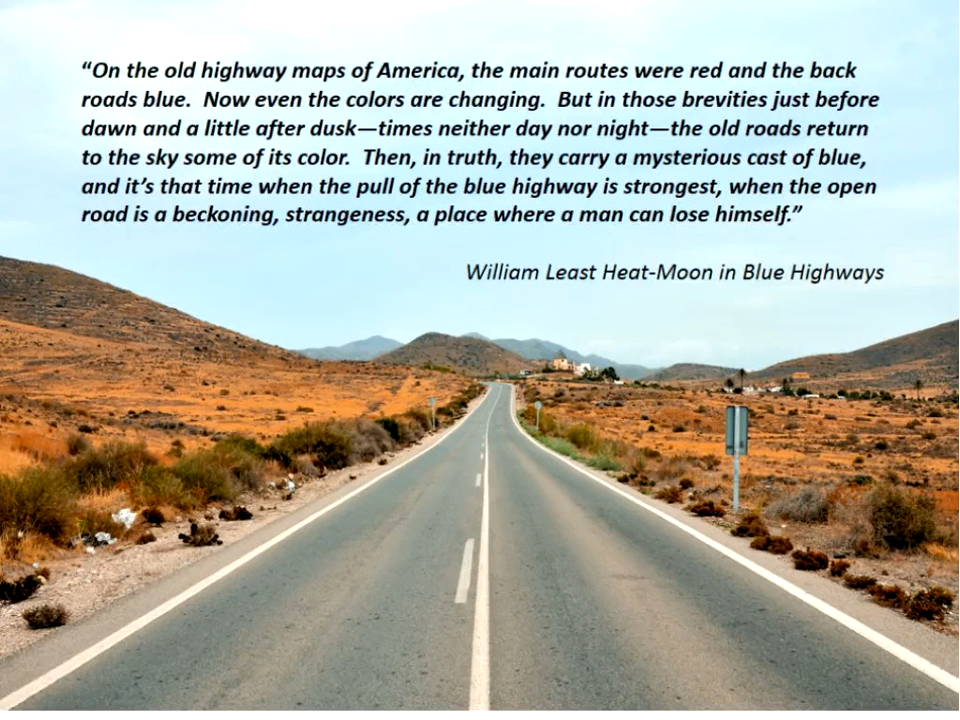 “On the old highway maps of America, the main routes were red and the back
roads blue.  Now even the colors are changing.  But in those brevities just before
dawn and a little after dusk—times neither day nor night—the old roads return
to the sky some of its color.  Then, in truth, they carry a mysterious cast of blue,
and it’s that time when the pull of the blue highway is strongest, when the open
road is a beckoning, strangeness, a place where a man can lose himself.”
William Least Heat-Moon in Blue Highways